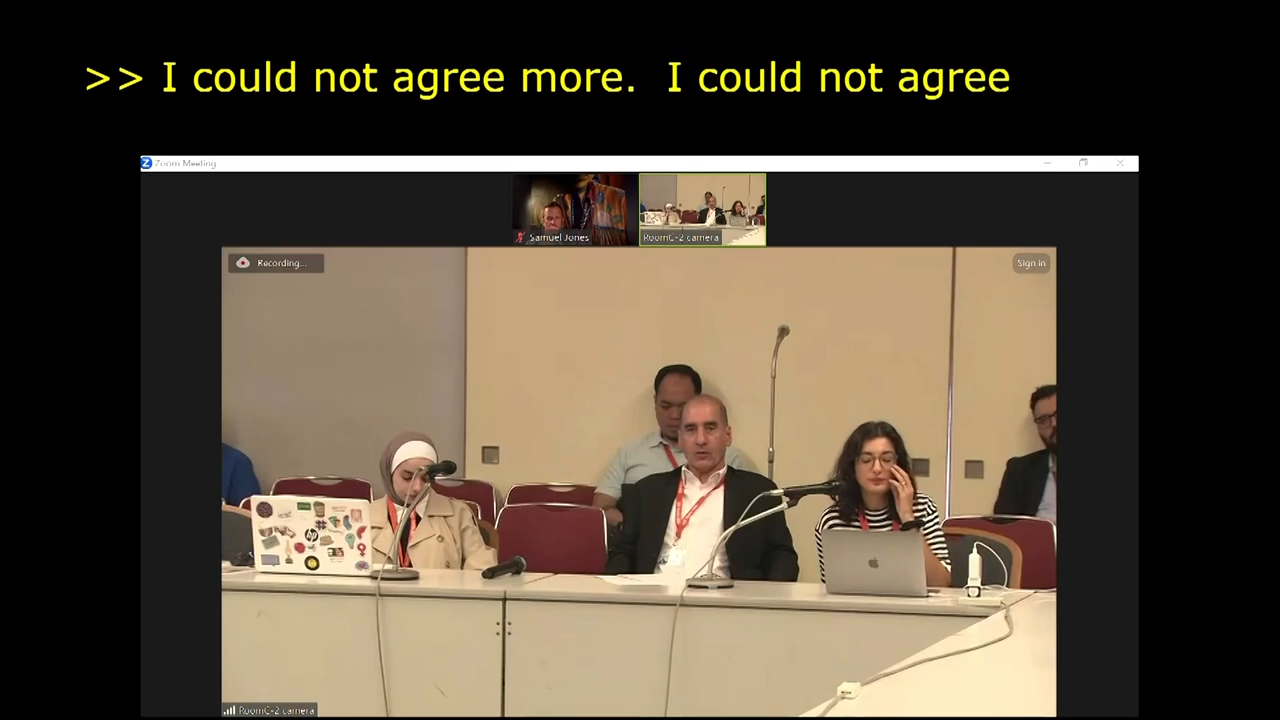 >> I could not agree more.  I could not agree
Zoom Meeting
Samuel Jones
RoomC-2 camera
Recording...
Sign in
hp
RoomC-2 camera